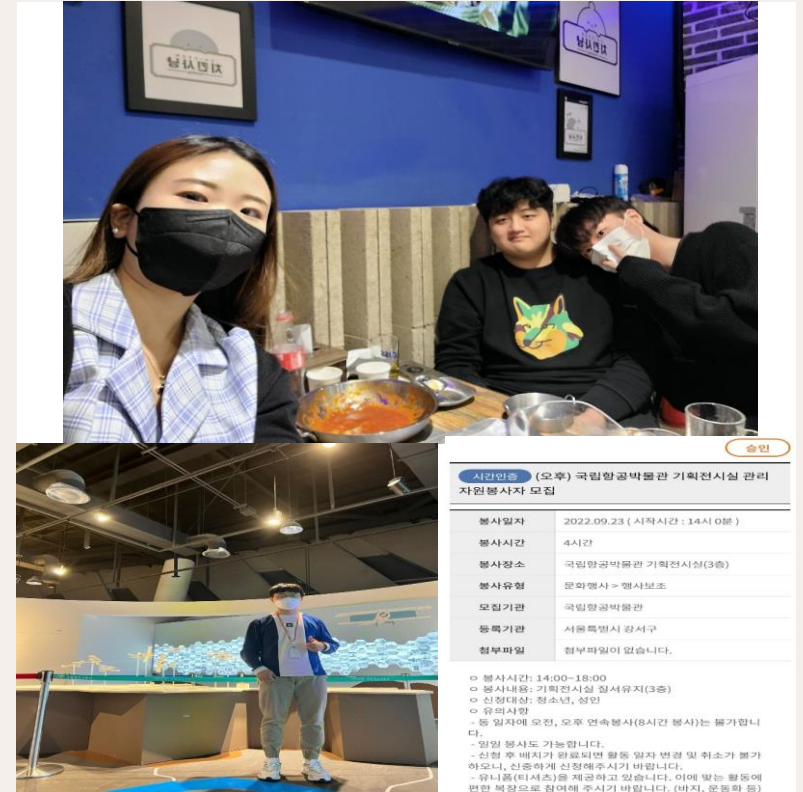 승인
시간인증 (오후) 국립항공박물관 기획전시실 관리
자원봉사자 모집
봉사일자 2022.09.23 ( 시작시간 : 14시 0분 )
봉사시간 4시간
봉사장소 국립항공박물관 기획전시실(3층)
봉사유형 문화행사 > 행사보조
모집기관 국립항공박물관
등록기관 서울특별시 강서구
첨부파일 첨부파일이 없습니다.
ㅇ 봉사시간: 14:00~18:00
ㅇ 봉사내용: 기획전시실 질서유지(3층)
ㅇ 신청대상: 청소년, 성인
ㅇ 유의사항
- 동 일자에 오전, 오후 연속봉사(8시간 봉사)는 불가합니
다.
- 일일 봉사도 가능합니다.
- 신청 후 배치가 완료되면 활동 일자 변경 및 취소가 불가
하오니, 신중하게 신청해주시기 바랍니다.
- 유니폼(티셔츠)을 제공하고 있습니다. 이에 맞는 활동에
편한 복장으로 참여해 주시기 바랍니다. (바지, 운동화 등)